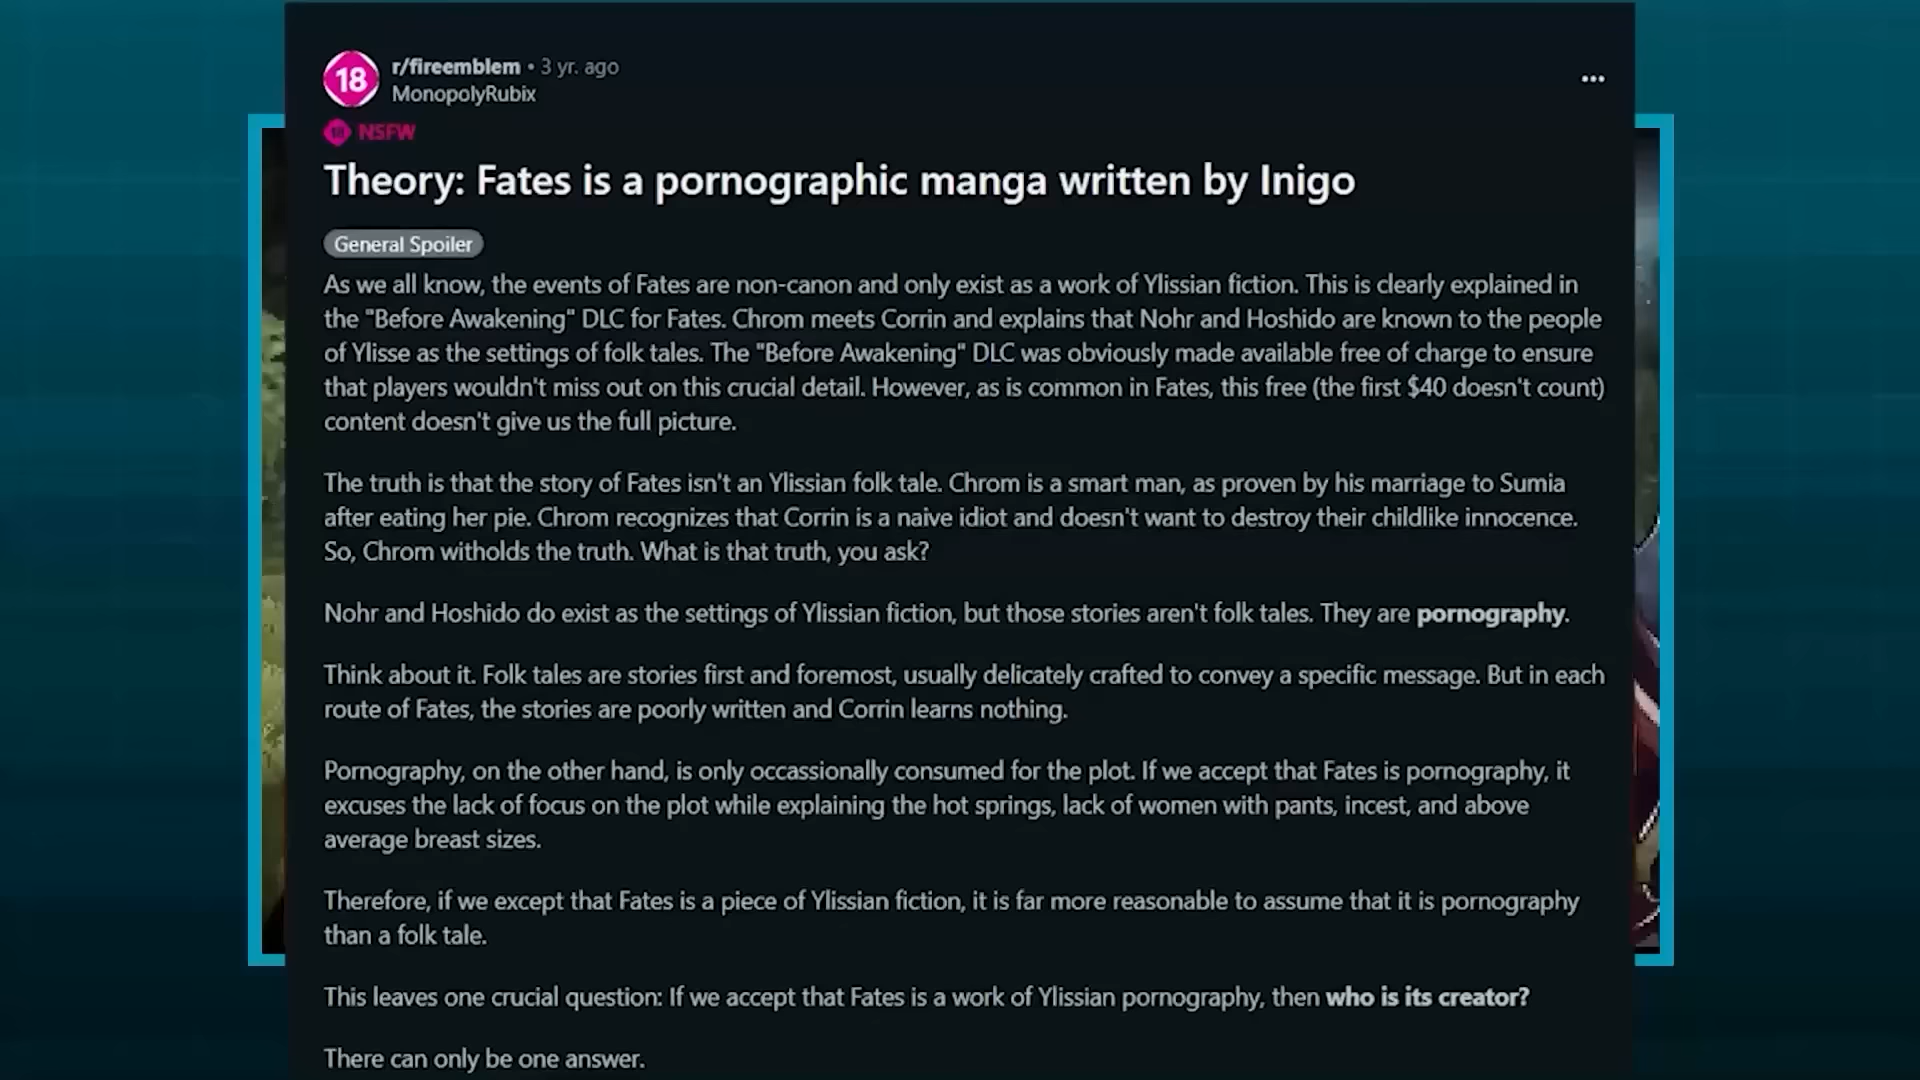 18
r/fireemblem • 3 yr. ago
MonopolyRubix
18 NSFW
Theory: Fates is a pornographic manga written by Inigo
General Spoiler
As we all know, the events of Fates are non-canon and only exist as a work of Ylissian fiction. This is clearly explained in
the "Before Awakening" DLC for Fates. Chrom meets Corrin and explains that Nohr and Hoshido are known to the people
of Ylisse as the settings of folk tales. The "Before Awakening" DLC was obviously made available free of charge to ensure
that players wouldn't miss out on this crucial detail. However, as is common in Fates, this free (the first $40 doesn't count)
content doesn't give us the full picture.
The truth is that the story of Fates isn't an Ylissian folk tale. Chrom is a smart man, as proven by his marriage to Sumia
after eating her pie. Chrom recognizes that Corrin is a naive idiot and doesn't want to destroy their childlike innocence.
So, Chrom witholds the truth. What is that truth, you ask?
Nohr and Hoshido do exist as the settings of Ylissian fiction, but those stories aren't folk tales. They are pornography.
Think about it. Folk tales are stories first and foremost, usually delicately crafted to convey a specific message. But in each
route of Fates, the stories are poorly written and Corrin learns nothing.
Pornography, on the other hand, is only occassionally consumed for the plot. If we accept that Fates is pornography, it
excuses the lack of focus on the plot while explaining the hot springs, lack of women with pants, incest, and above
average breast sizes.
Therefore, if we except that Fates is a piece of Ylissian fiction, it is far more reasonable to assume that it is pornography
than a folk tale.
This leaves one crucial question: If we accept that Fates is a work of Ylissian pornography, then who is its creator?
There can only be one answer.